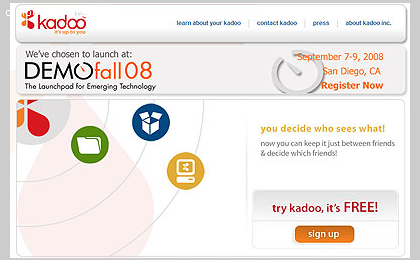 kadoo
it's up to you
learn about your kadoo | contact kadoo | press | about kadoo inc.
We've chosen to launch at:
DEMOfall08
The Launchpad for Emerging Technology
September 7-9, 2008
San Diego, CA
Register Now
you decide who sees what!
now you can keep it just between friends
& decide which friends!
try kadoo, it's FREE!
sign up